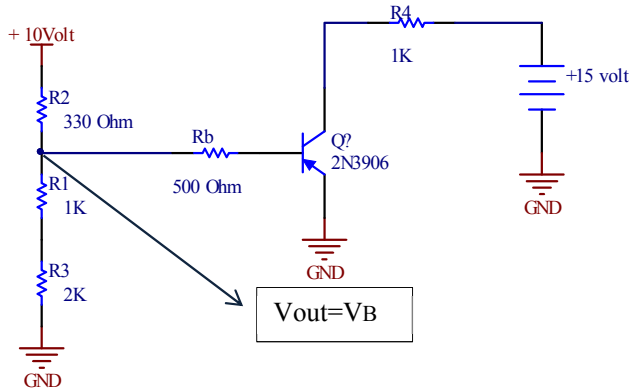 R4
+ 10Volt
1K
+15 volt
R2
330 Ohm
Rb
Q?
2N3906
R1
500 Ohm
1K
GND
R3
GND
2K
Vout=VB
GND